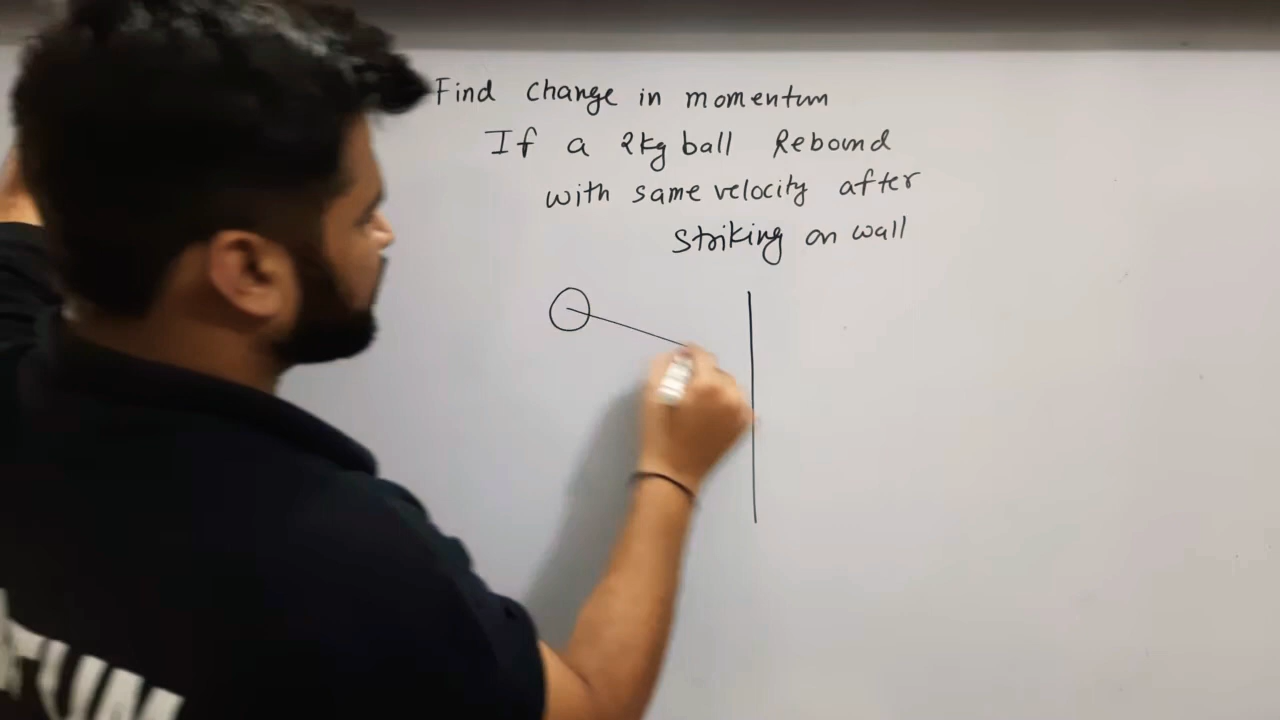 Find change in momentum
If a 2kg ball Rebound
with same velocity after
striking on wall